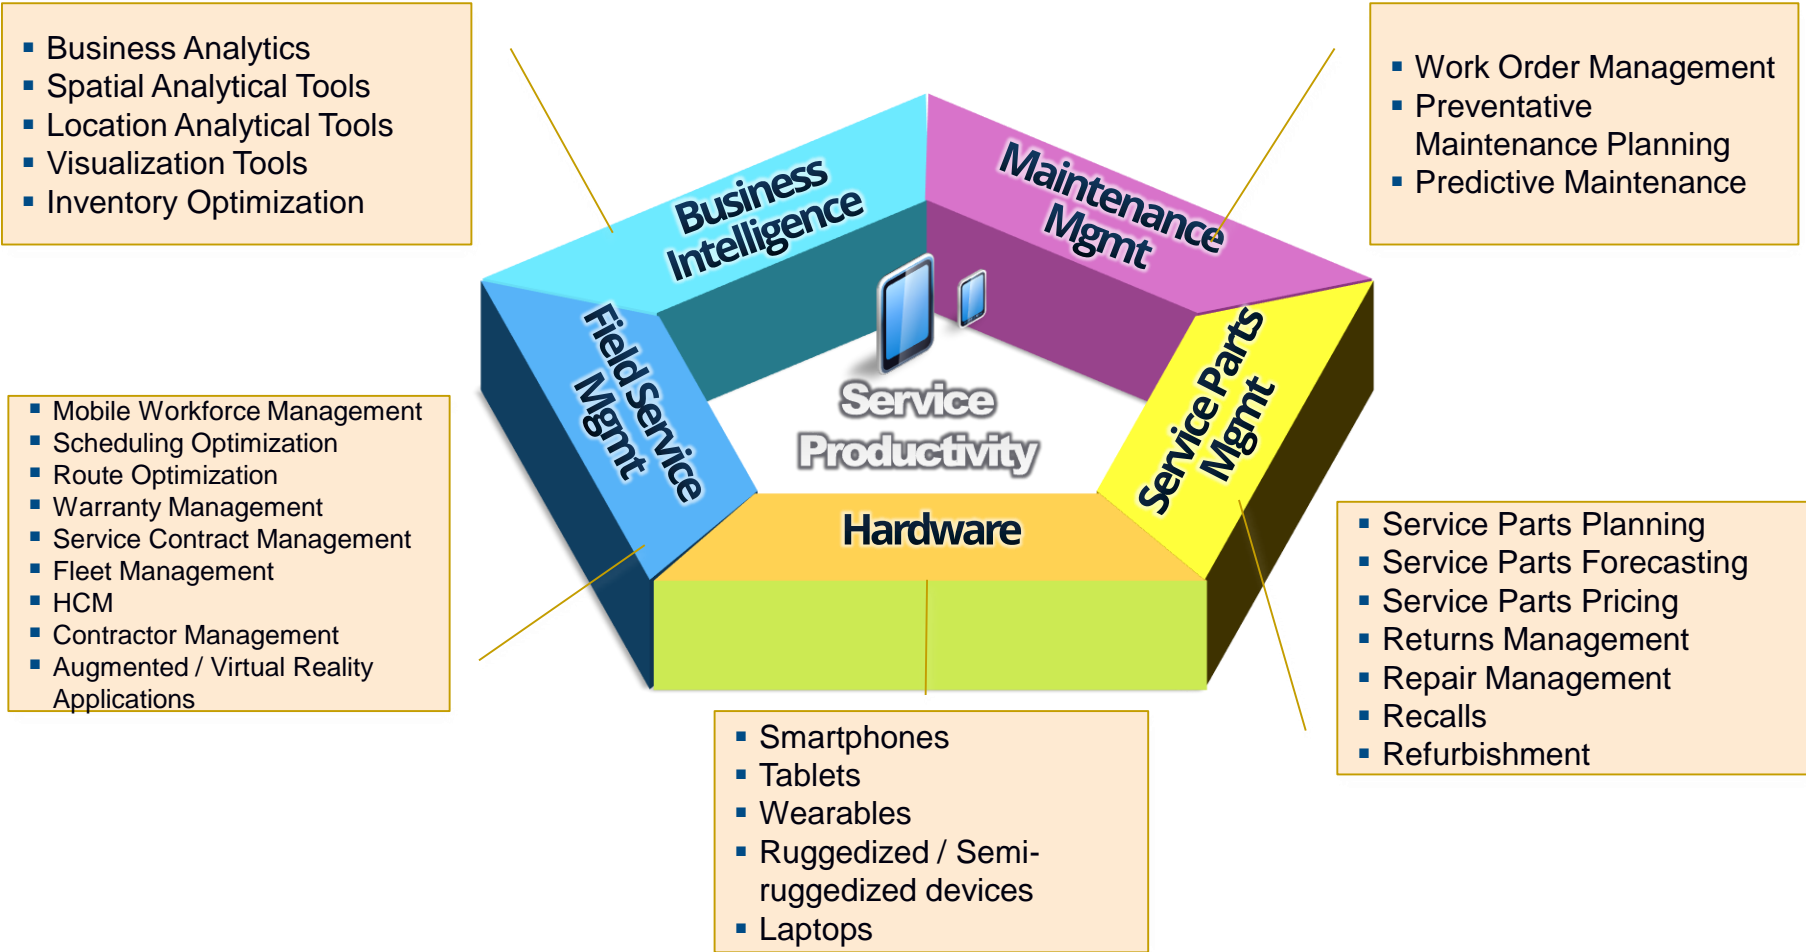 Business Analytics
Spatial Analytical Tools
Location Analytical Tools
Visualization Tools
Inventory Optimization
Work Order Management
Preventative
Maintenance Planning
Predictive Maintenance
Business
Intelligence
Maintenance
Mgmt
Field Service
Mgmt
Service Parts
Mgmt
Service
Productivity
Hardware
Mobile Workforce Management
Scheduling Optimization
Route Optimization
Warranty Management
Service Contract Management
Fleet Management
HCM
Contractor Management
Augmented / Virtual Reality
Applications
Service Parts Planning
Service Parts Forecasting
Service Parts Pricing
Returns Management
Repair Management
Recalls
Refurbishment
Smartphones
Tablets
Wearables
Ruggedized / Semi-
ruggedized devices
Laptops